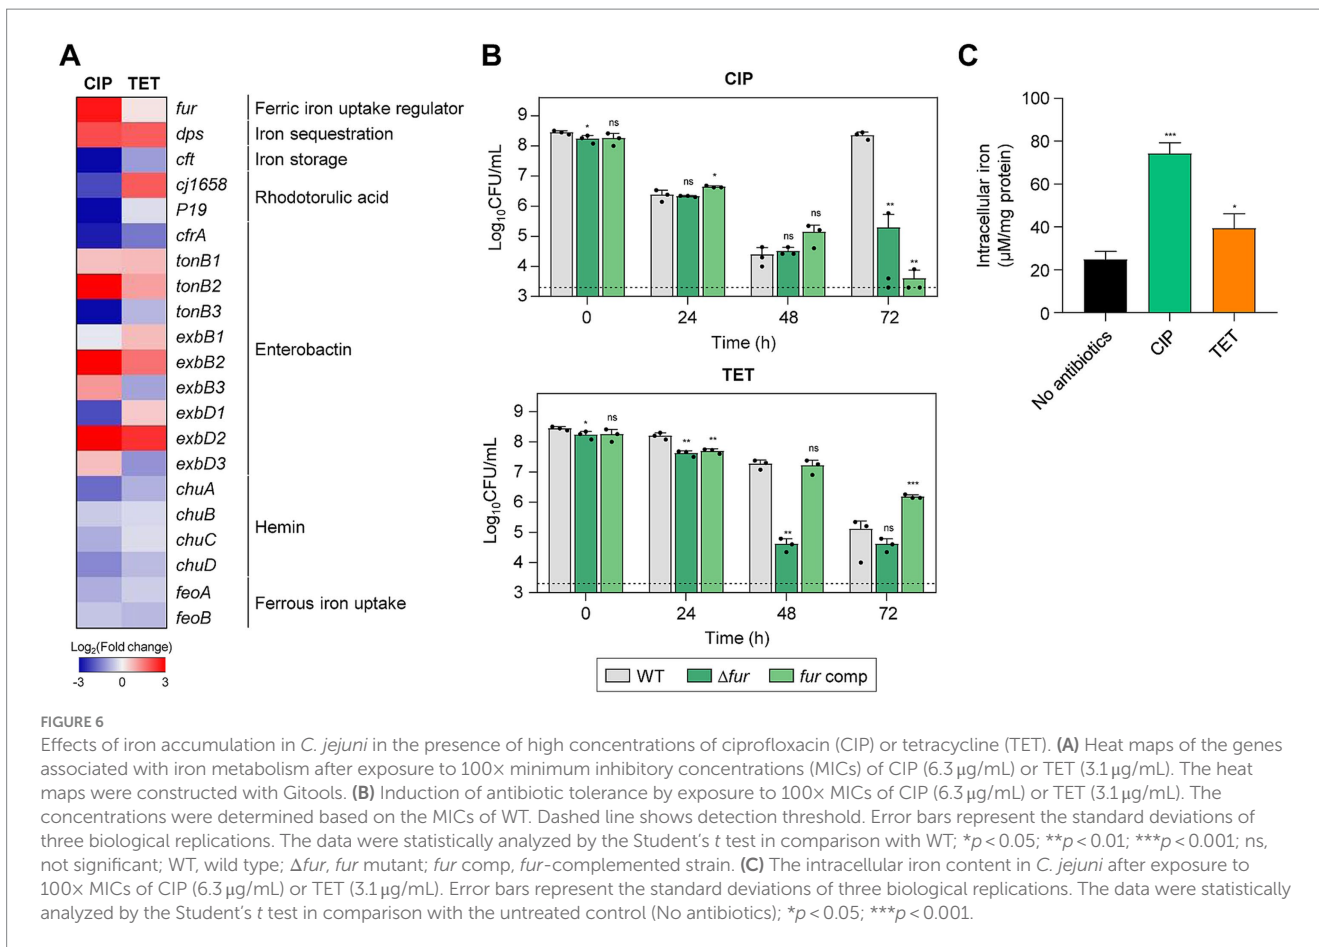 A
CIP TET
fur
dps
cft
cj1658
P19
cfrA
tonB1
tonB2
tonB3
exbB1
exbB2
exbB3
exbD1
exbD2
exbD3
chuA
chuB
chuC
chuD
feoA
feoB
Ferric iron uptake regulator
Iron sequestration
Iron storage
Rhodotorulic acid
Enterobactin
Hemin
Ferrous iron uptake
Log2(Fold change)
-3 0 3
B
CIP
Log10CFU/mL
9
8
7
6
5
4
3
* ns
ns *
ns ns
** **
0 24 48 72
Time (h)
TET
Log10CFU/mL
9
8
7
6
5
4
3
* ns
** **
** ns
ns ***
0 24 48 72
Time (h)
WT Δfur fur comp
C
Intracellular iron
(μM/mg protein)
100
80
60
40
20
0
***
*
No antibiotics
CIP
TET
FIGURE 6
Effects of iron accumulation in C. jejuni in the presence of high concentrations of ciprofloxacin (CIP) or tetracycline (TET). (A) Heat maps of the genes
associated with iron metabolism after exposure to 100× minimum inhibitory concentrations (MICs) of CIP (6.3 μg/mL) or TET (3.1 μg/mL). The heat
maps were constructed with Gitools. (B) Induction of antibiotic tolerance by exposure to 100× MICs of CIP (6.3 μg/mL) or TET (3.1 μg/mL). The
concentrations were determined based on the MICs of WT. Dashed line shows detection threshold. Error bars represent the standard deviations of
three biological replications. The data were statistically analyzed by the Student's t test in comparison with WT; *p < 0.05; **p < 0.01; ***p < 0.001; ns,
not significant; WT, wild type; Δfur, fur mutant; fur comp, fur-complemented strain. (C) The intracellular iron content in C. jejuni after exposure to
100× MICs of CIP (6.3 μg/mL) or TET (3.1 μg/mL). Error bars represent the standard deviations of three biological replications. The data were statistically
analyzed by the Student's t test in comparison with the untreated control (No antibiotics); *p < 0.05; ***p < 0.001.